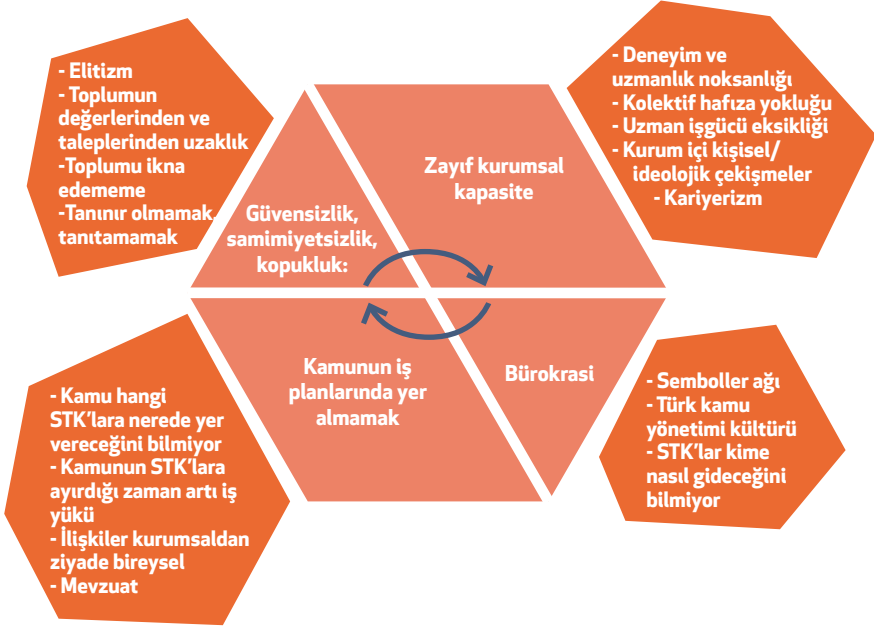 - Elitizm
- Toplumun
değerlerinden ve
taleplerinden uzaklık
-Toplumu ikna
edememe
-Tanınır olmamak,
tanıtamamak
Güvensizlik,
samimiyetsizlik,
kopukluk:
Zayıf kurumsal
kapasite
- Deneyim ve
uzmanlık noksanlığı
- Kolektif hafıza yokluğu
- Uzman işgücü eksikliği
- Kurum içi kişisel/
ideolojik çekişmeler
- Kariyerizm
- Kamu hangi
STK’lara nerede yer
vereceğini bilmiyor
- Kamunun STK’lara
ayırdığı zaman artı iş
yükü
- İlişkiler kurumsaldan
ziyade bireysel
- Mevzuat
Kamunun iş
planlarında yer
almamak
Bürokrasi
- Semboller ağı
- Türk kamu
yönetimi kültürü
- STK’lar kime
nasıl gideceğini
bilmiyor